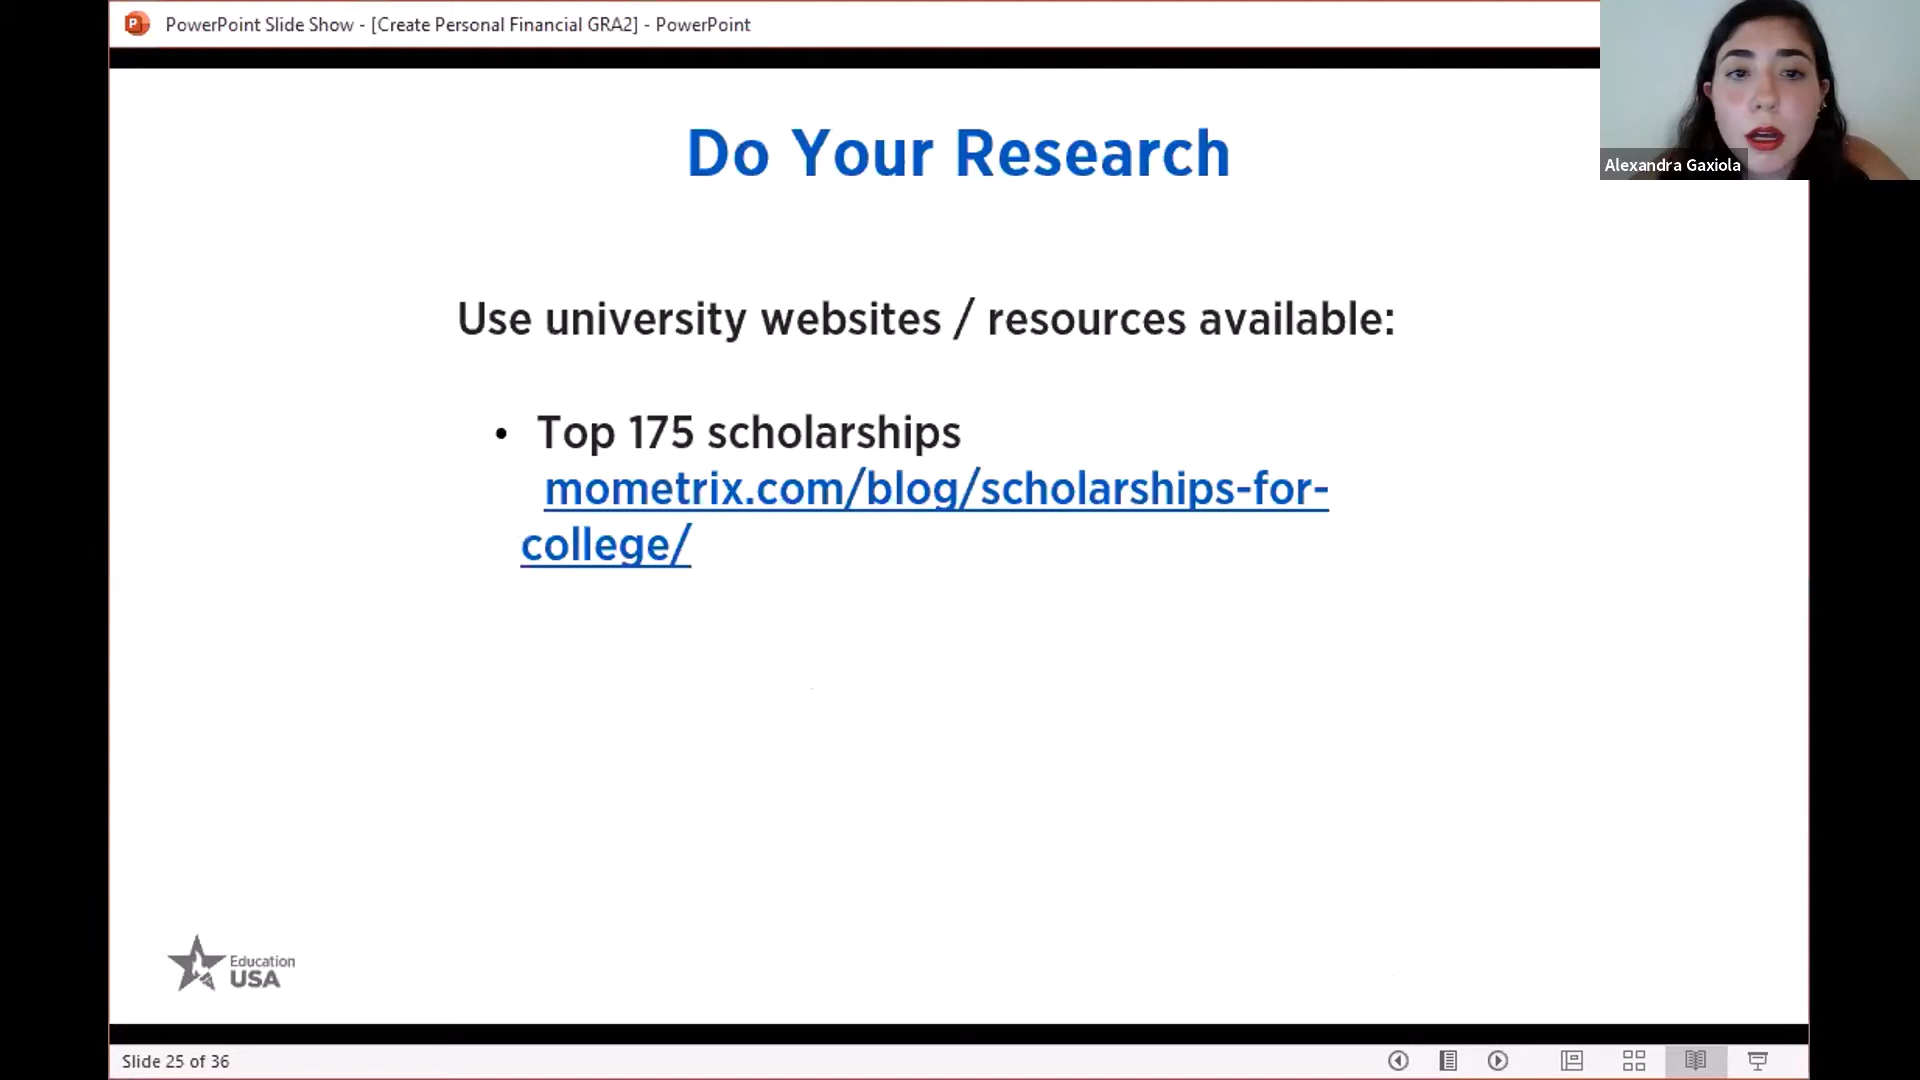 PowerPoint Slide Show - [Create Personal Financial GRA2] - PowerPoint
Alexandra Gaxiola
Do Your Research
Use university websites / resources available:
• Top 175 scholarships
mometrix.com/blog/scholarships-for-
college/
Education
USA
Slide 25 of 36